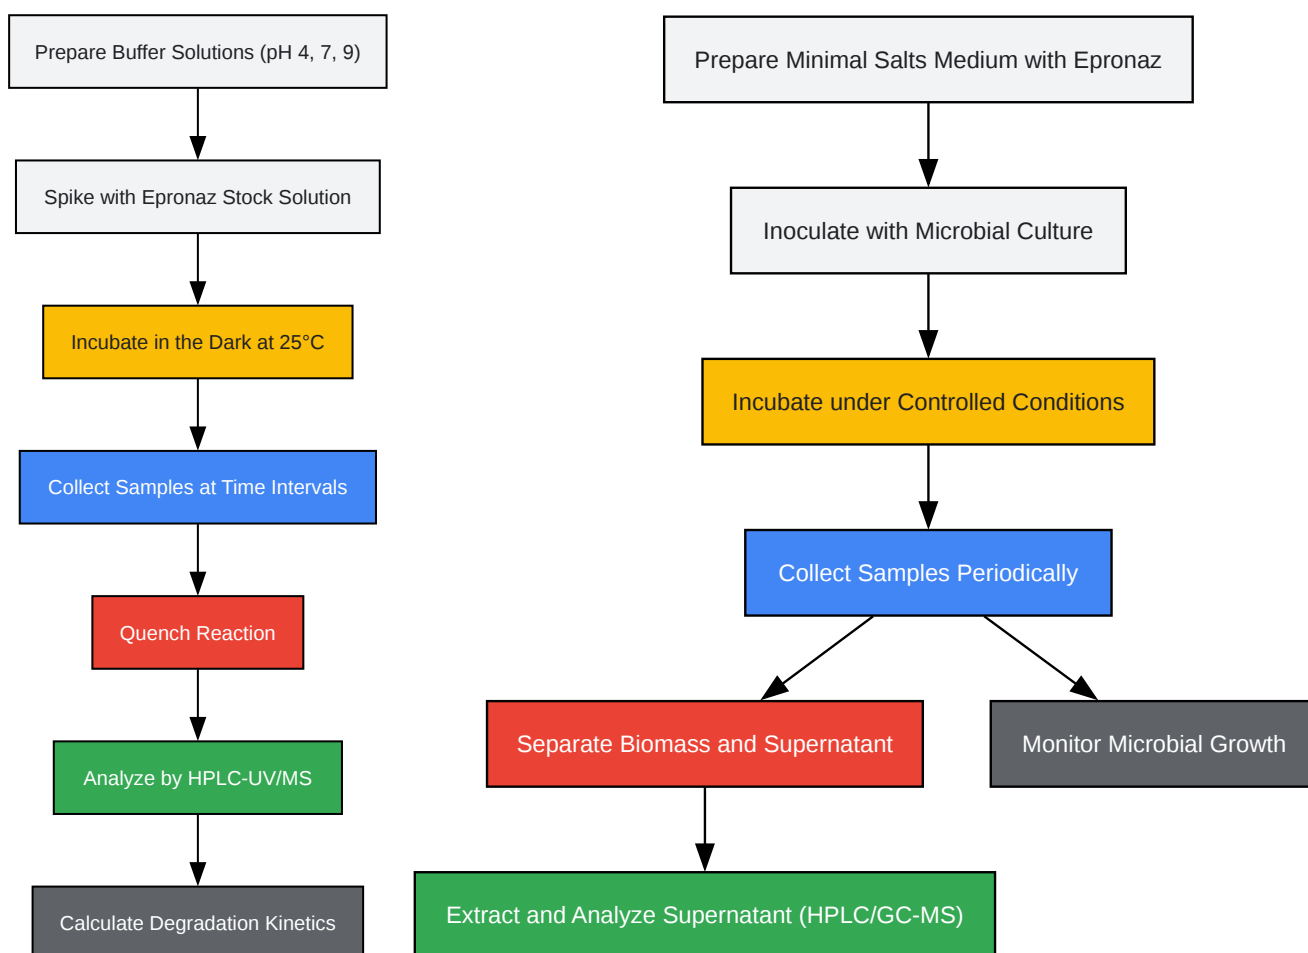 Prepare Buffer Solutions (pH 4, 7, 9)
Spike with Epronaz Stock Solution
Incubate in the Dark at 25°C
Collect Samples at Time Intervals
Quench Reaction
Analyze by HPLC-UV/MS
Calculate Degradation Kinetics
Prepare Minimal Salts Medium with Epronaz
Inoculate with Microbial Culture
Incubate under Controlled Conditions
Collect Samples Periodically
Separate Biomass and Supernatant
Monitor Microbial Growth
Extract and Analyze Supernatant (HPLC/GC-MS)